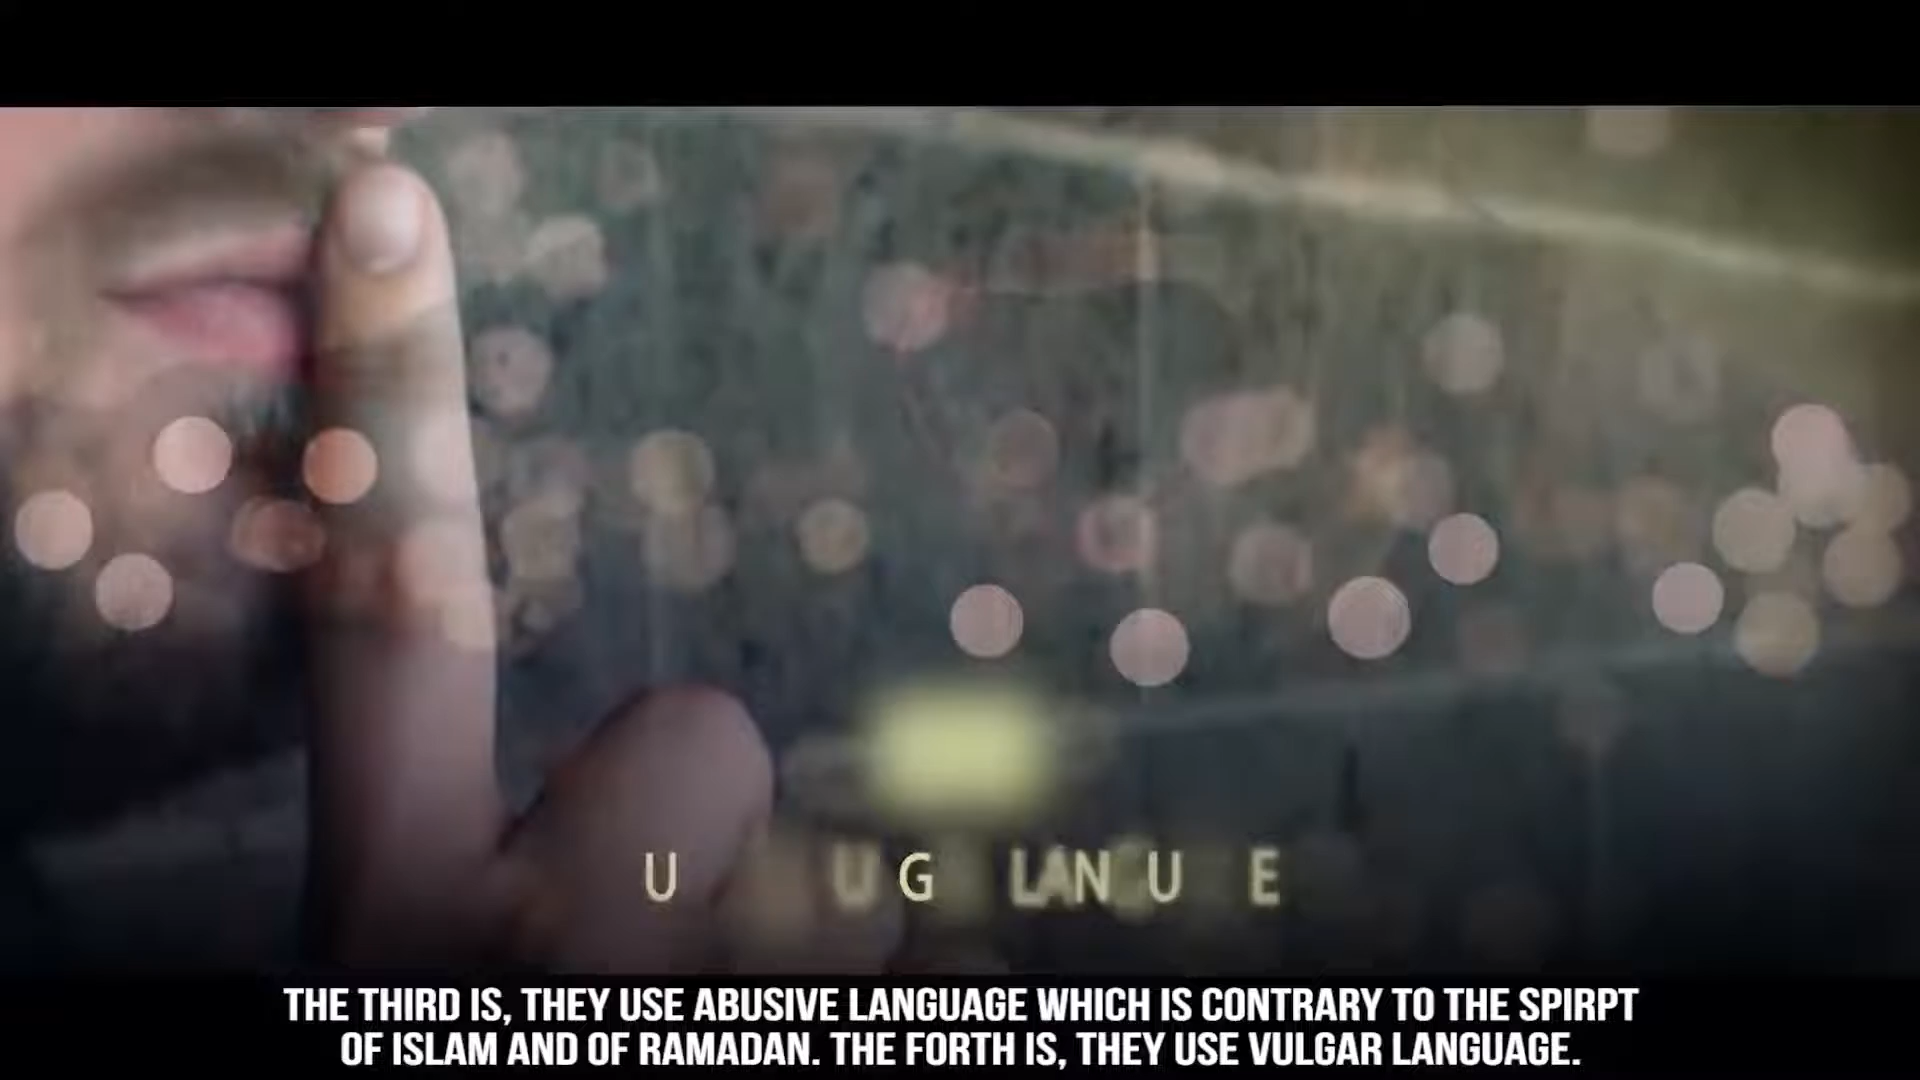 U U G LAN U E
THE THIRD IS, THEY USE ABUSIVE LANGUAGE WHICH IS CONTRARY TO THE SPIRPT
OF ISLAM AND OF RAMADAN. THE FORTH IS, THEY USE VULGAR LANGUAGE.